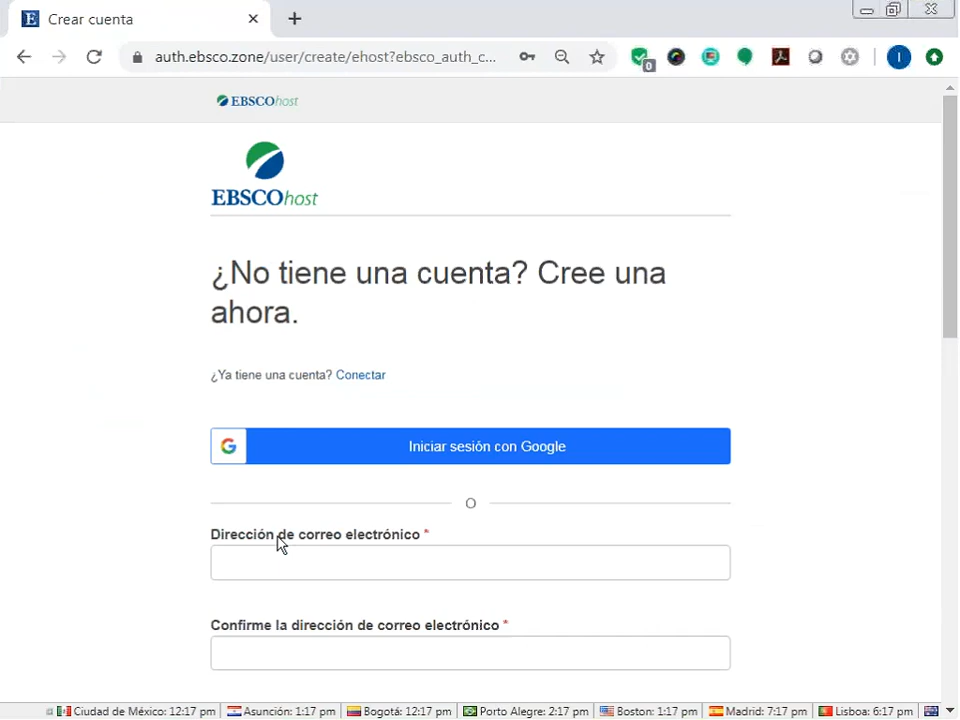 Crear cuenta
auth.ebsco.zone/user/create/ehost?ebsco_auth_c...
0
I
EBSCOhost
EBSCOhost
¿No tiene una cuenta? Cree una
ahora.
¿Ya tiene una cuenta? Conectar
G Iniciar sesión con Google
O
Dirección de correo electrónico *
Confirme la dirección de correo electrónico *
Ciudad de México: 12:17 pm Asunción: 1:17 pm Bogotá: 12:17 pm Porto Alegre: 2:17 pm Boston: 1:17 pm Madrid: 7:17 pm Lisboa: 6:17 pm